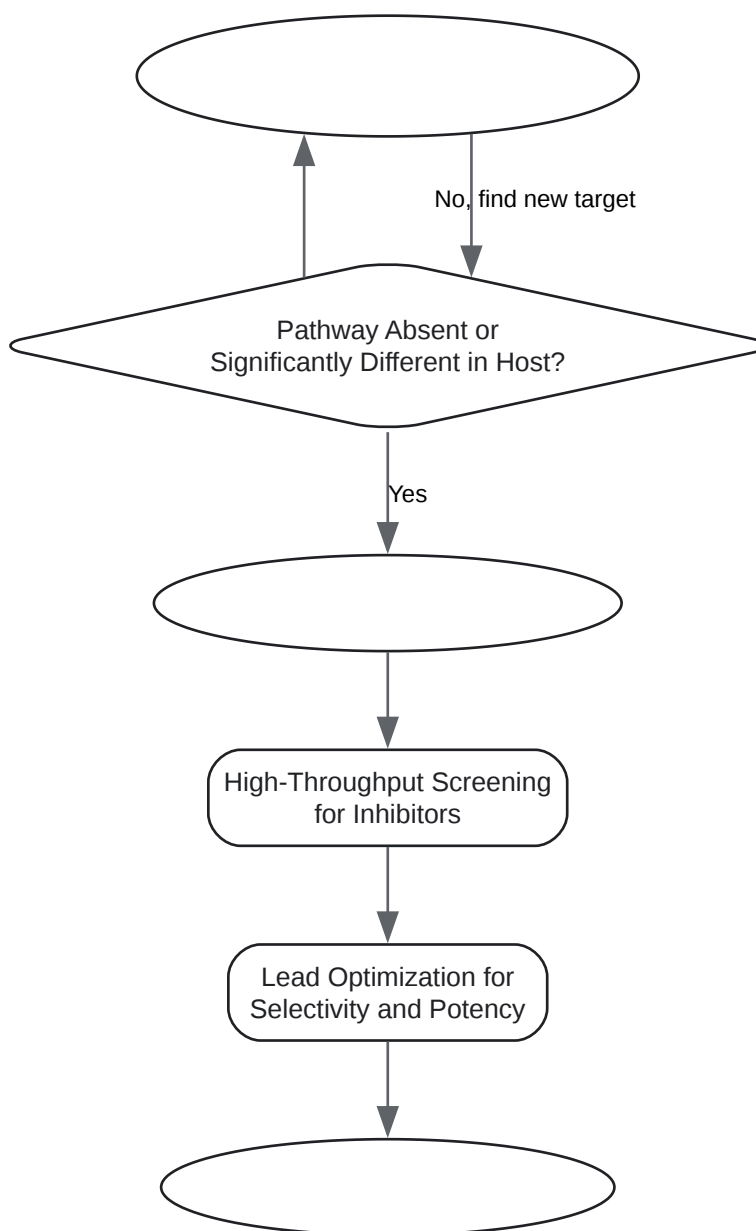 No, find new target
Pathway Absent or
Significantly Different in Host?
Yes
High-Throughput Screening
for Inhibitors
Lead Optimization for
Selectivity and Potency